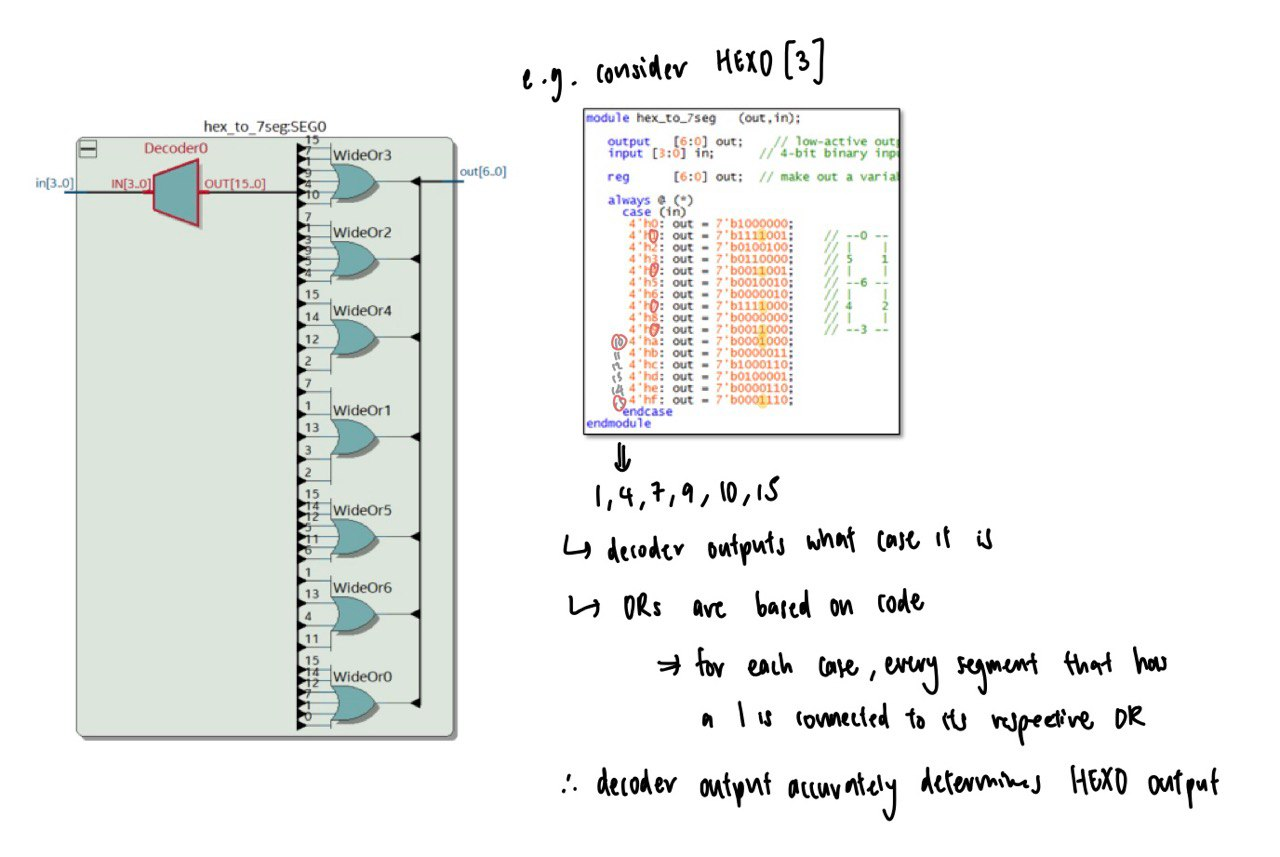 e.g. consider HEX0 [3]
hex_to_7seg:SEG0
Decoder0
in[3..0]
IN[3..0]
OUT[15..0]
out[6..0]
15
7
1
9
4
10
WideOr3
7
1
3
9
5
4
WideOr2
15
14
12
2
WideOr4
7
1
13
3
2
WideOr1
15
14
12
5
11
6
WideOr5
1
13
4
11
WideOr6
15
14
12
7
1
0
WideOr0
module hex_to_7seg (out,in);
output [6:0] out; // low-active outp
input [3:0] in; // 4-bit binary inpu
reg [6:0] out; // make out a varia
always @ (*)
case (in)
4'h0: out = 7'b1000000;
4'h1: out = 7'b1111001; // --0 --
4'h2: out = 7'b0100100; // | |
4'h3: out = 7'b0110000; // 5 1
4'h: out = 7'b0011001; // | |
4'h5: out = 7'b0010010; // --6 --
4'h6: out = 7'b0000010; // | |
4'h: out = 7'b1111000; // 4 2
4'h8: out = 7'b0000000; // | |
4'h9: out = 7'b0011000; // --3 --
10 4'ha: out = 7'b0001000;
11 4'hb: out = 7'b0000011;
12 4'hc: out = 7'b1000110;
13 4'hd: out = 7'b0100001;
14 4'he: out = 7'b0000110;
15 4'hf: out = 7'b0001110;
endcase
endmodule
⇓
1, 4, 7, 9, 10, 15
↳ decoder outputs what case it is
↳ ORs are based on code
⇒ for each case, every segment that has
a 1 is connected to its respective OR
∴ decoder output accurately determines HEX0 output